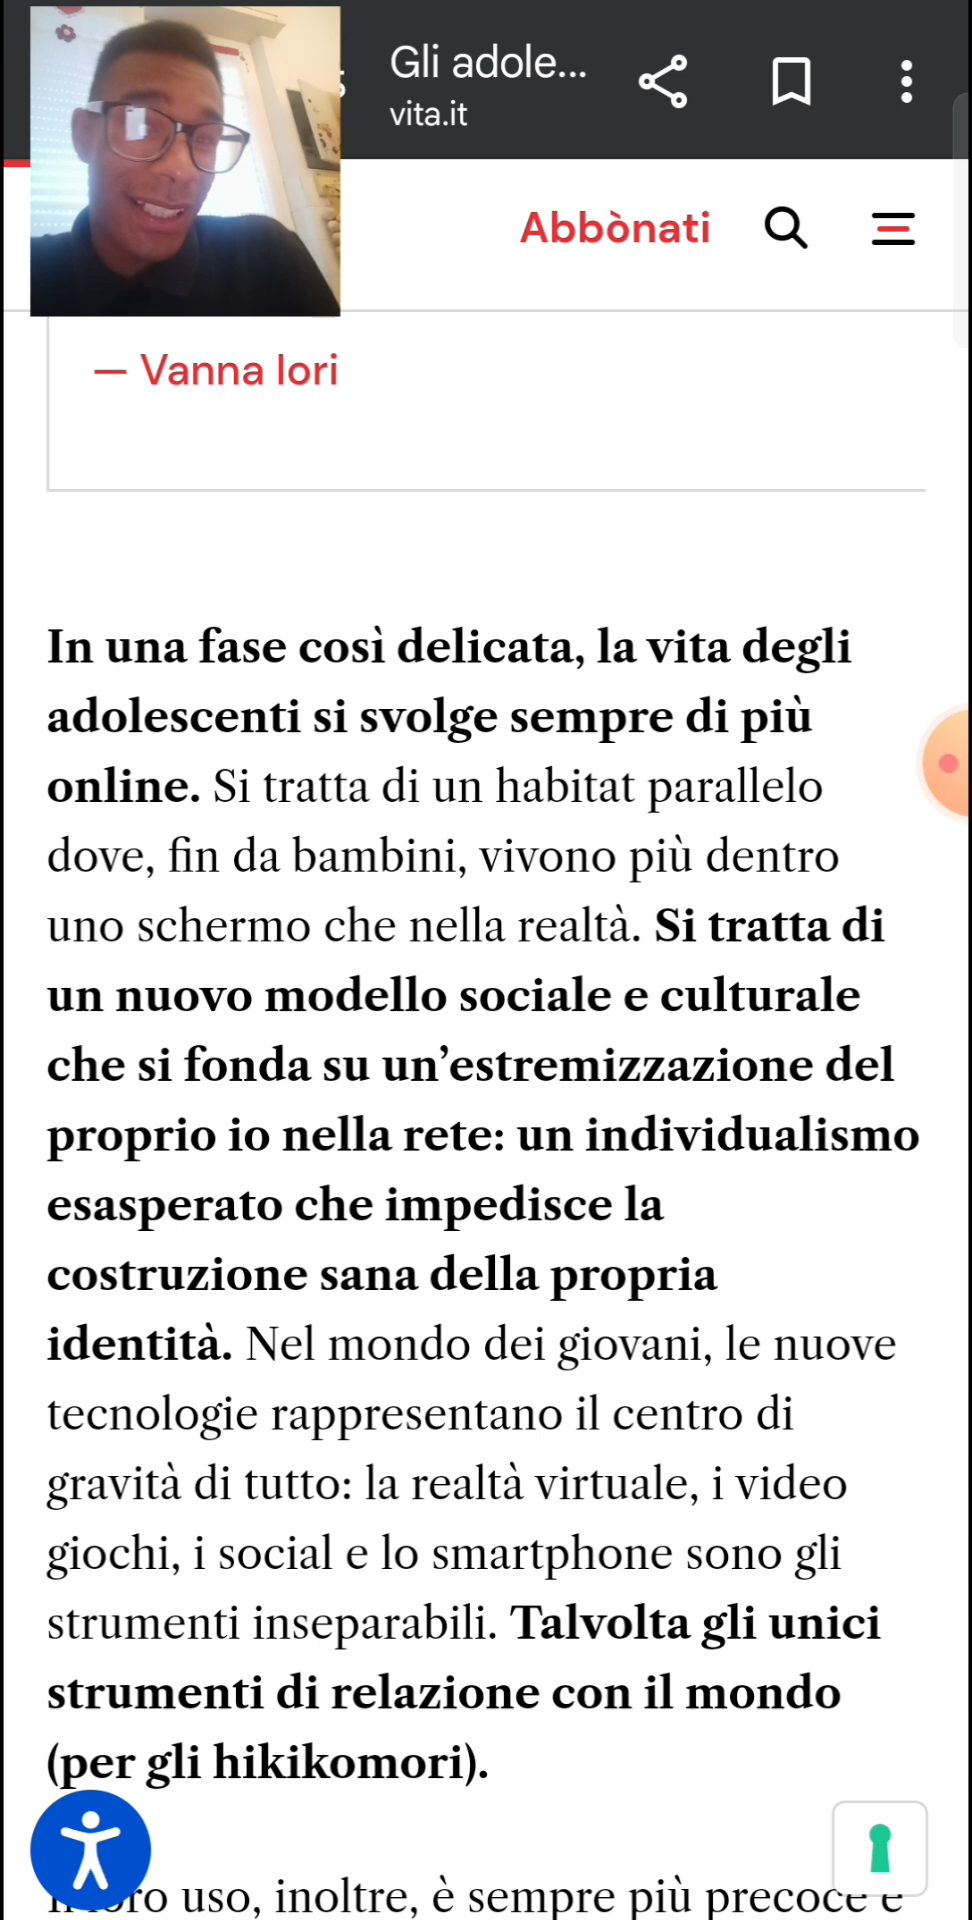 Gli adole...
vita.it
Abbònati
— Vanna Iori
In una fase così delicata, la vita degli
adolescenti si svolge sempre di più
online. Si tratta di un habitat parallelo
dove, fin da bambini, vivono più dentro
uno schermo che nella realtà. Si tratta di
un nuovo modello sociale e culturale
che si fonda su un’estremizzazione del
proprio io nella rete: un individualismo
esasperato che impedisce la
costruzione sana della propria
identità. Nel mondo dei giovani, le nuove
tecnologie rappresentano il centro di
gravità di tutto: la realtà virtuale, i video
giochi, i social e lo smartphone sono gli
strumenti inseparabili. Talvolta gli unici
strumenti di relazione con il mondo
(per gli hikikomori).
uso, inoltre, è sempre più precoce e